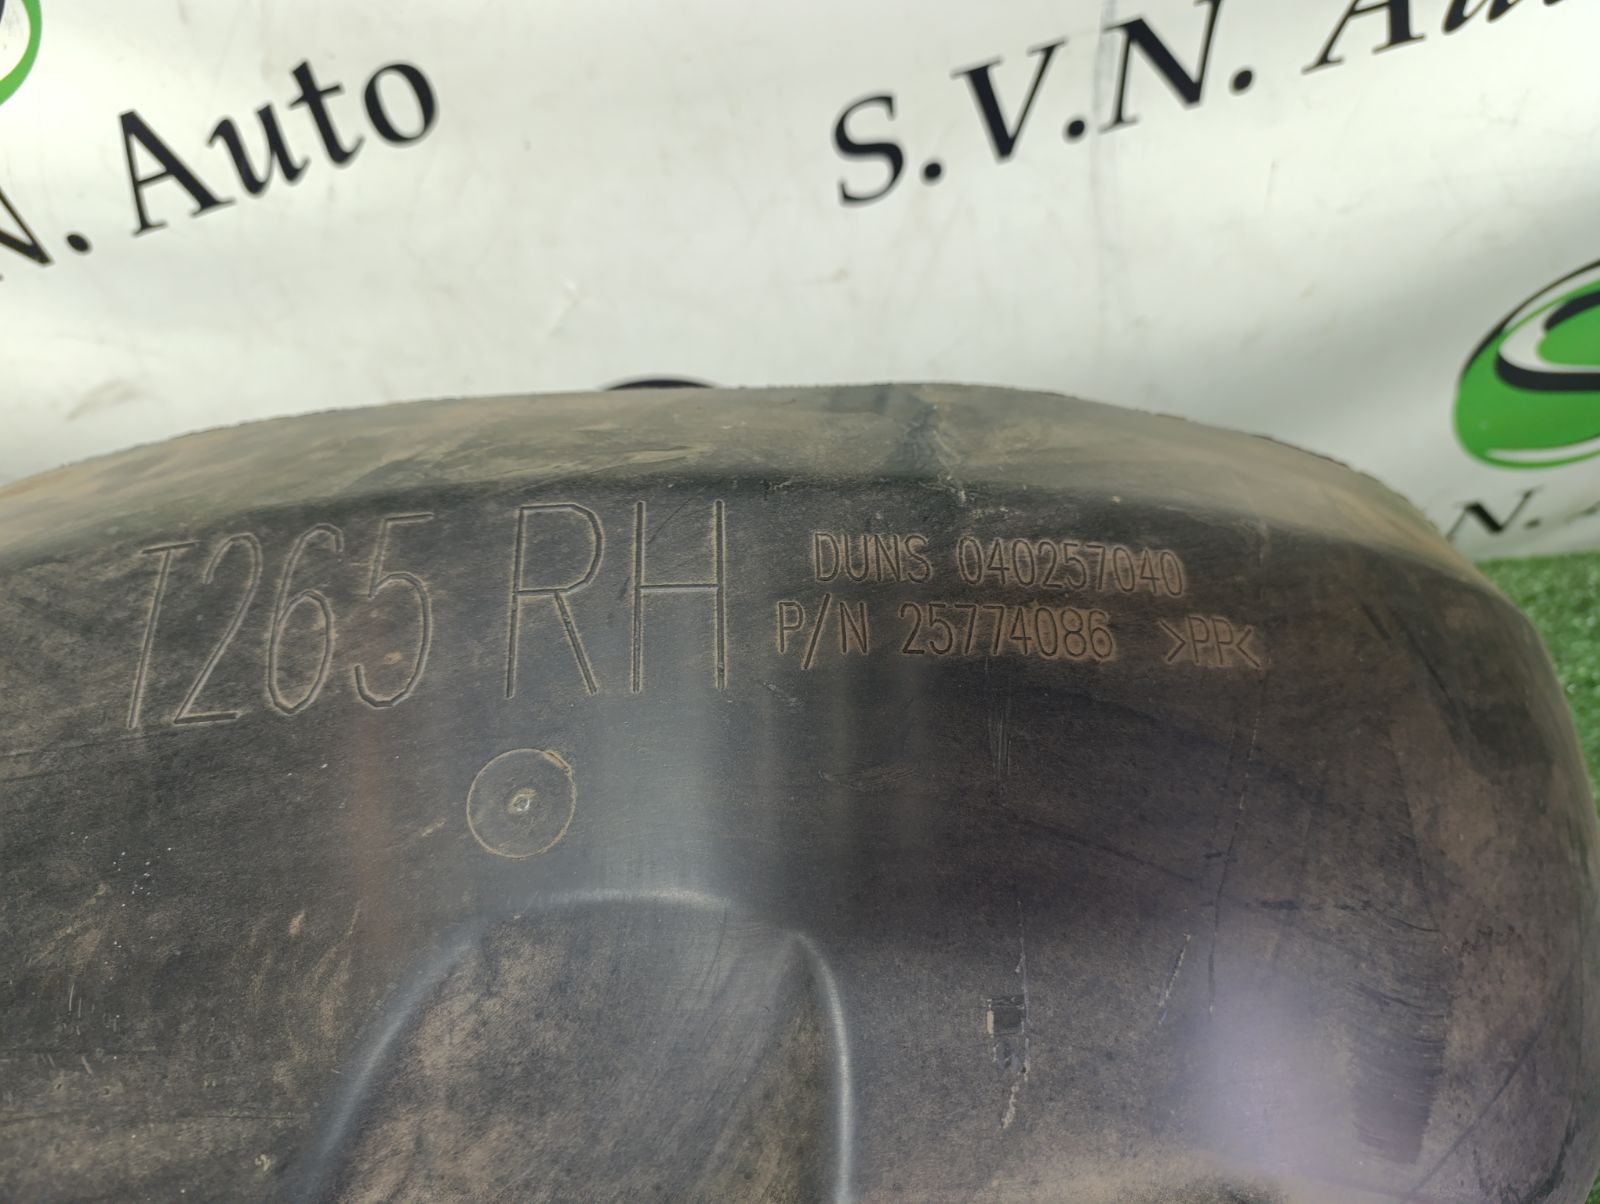 N. Auto
S.V.N. Au
N.
T265 RH
DUNS 040257040
P/N 25774086 >PP<